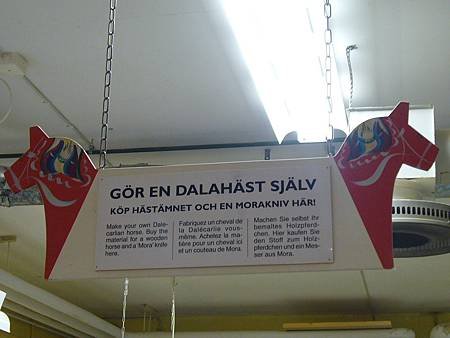 GÖR EN DALAHÄST SJÄLV
KÖP HÄSTÄMNET OCH EN MORAKNIV HÄR!
Make your own Dale-
carlian horse. Buy the
material for a wooden
horse and a 'Mora' knife
here.
Fabriquez un cheval de
la Dalécarlie vous-
même. Achetez la ma-
tière pour un cheval ici
et un couteau de Mora.
Machen Sie selbst Ihr
bemaltes Holzpferd-
chen. Hier kaufen Sie
den Stoff zum Holz-
pferdchen und ein Mes-
ser aus Mora.